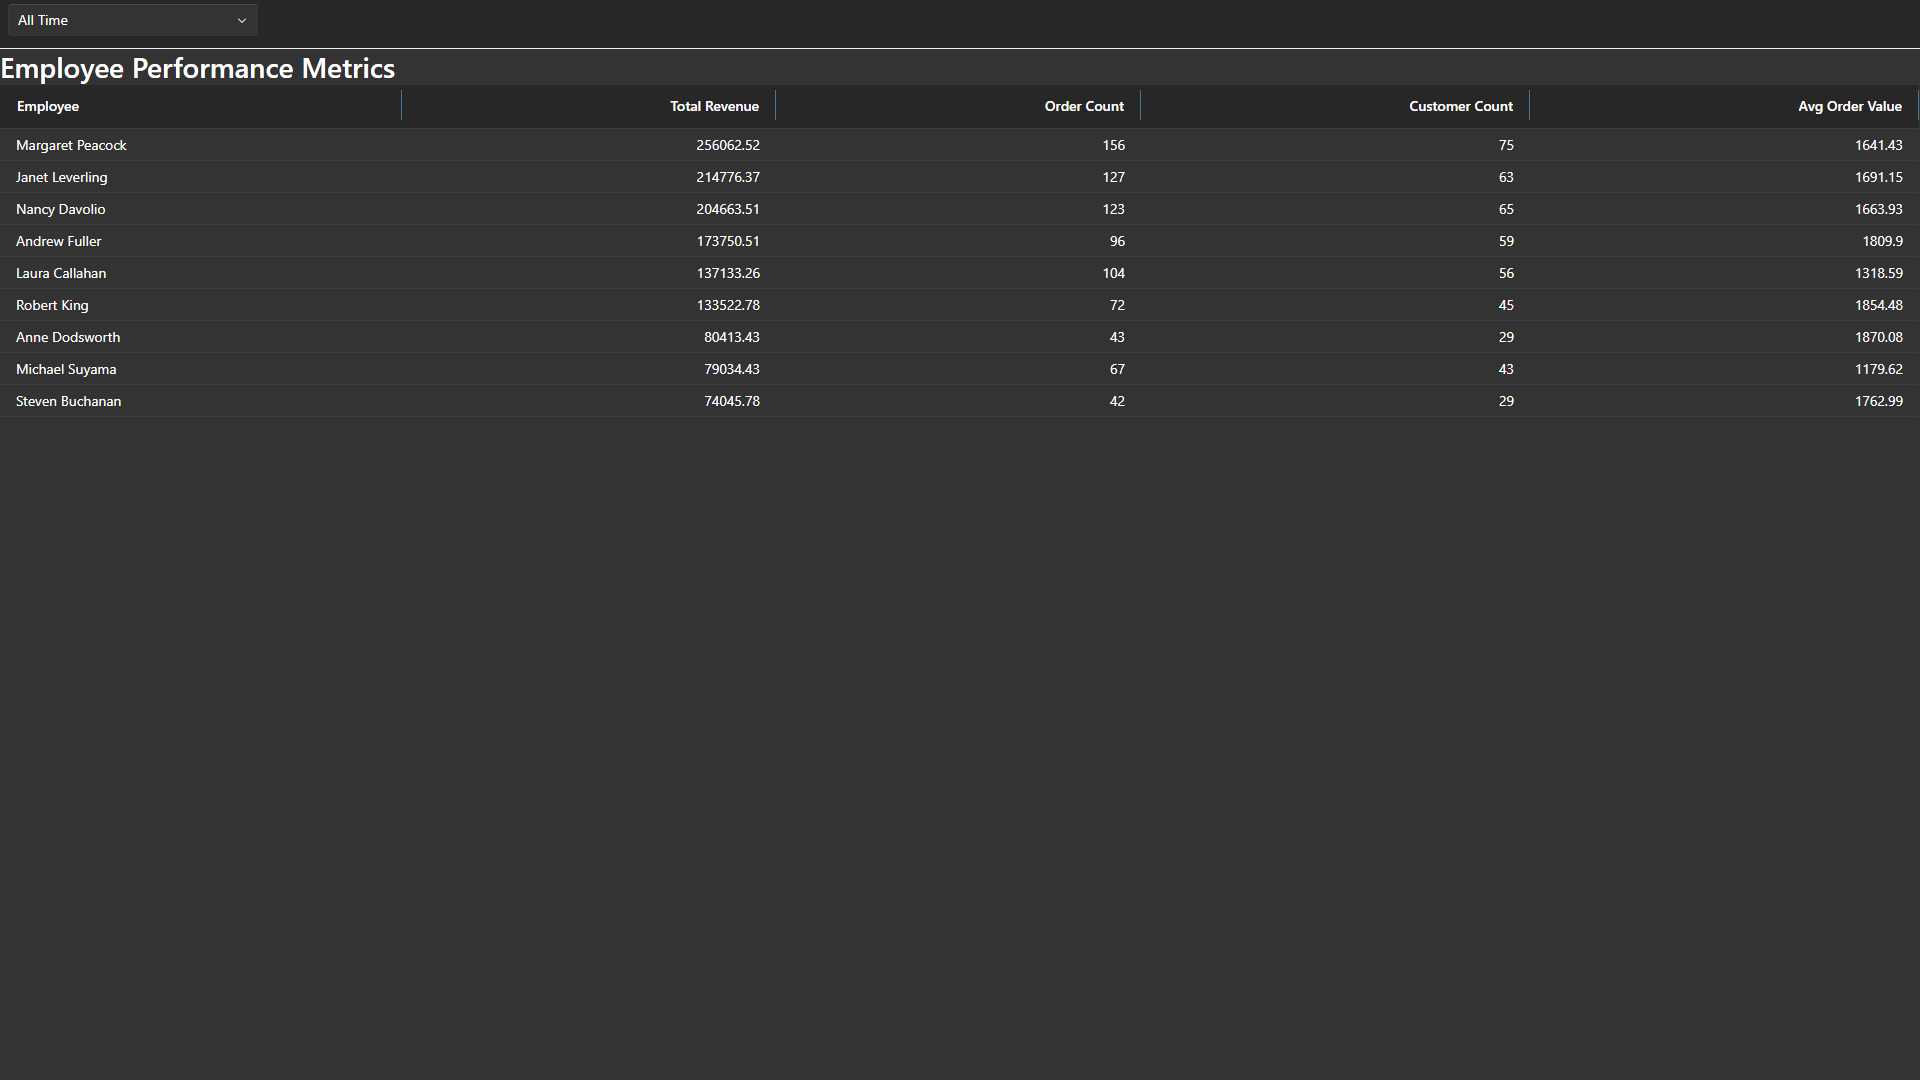 All Time
Employee Performance Metrics
Employee Total Revenue Order Count Customer Count Avg Order Value
Margaret Peacock 256062.52 156 75 1641.43
Janet Leverling 214776.37 127 63 1691.15
Nancy Davolio 204663.51 123 65 1663.93
Andrew Fuller 173750.51 96 59 1809.9
Laura Callahan 137133.26 104 56 1318.59
Robert King 133522.78 72 45 1854.48
Anne Dodsworth 80413.43 43 29 1870.08
Michael Suyama 79034.43 67 43 1179.62
Steven Buchanan 74045.78 42 29 1762.99